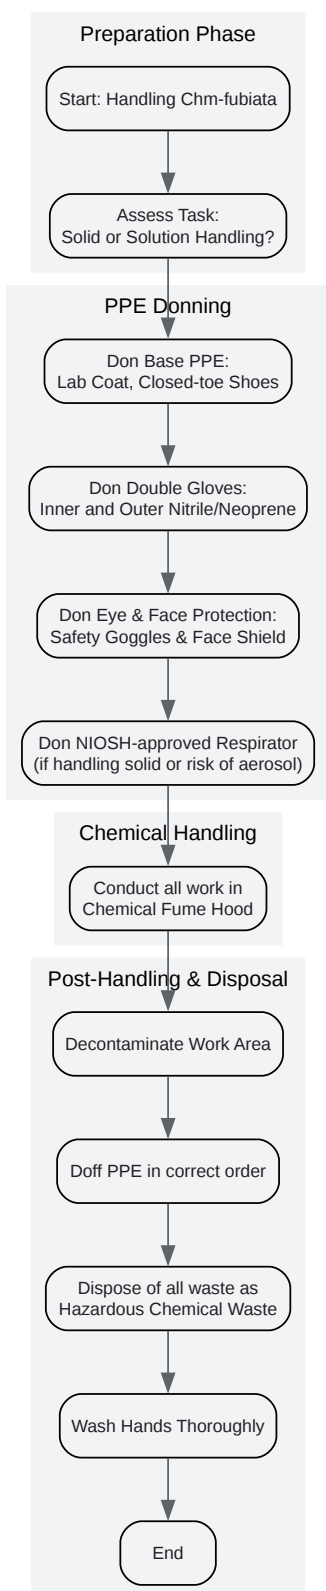 Preparation Phase
Start: Handling Chm-fubiata
Assess Task:
Solid or Solution Handling?
PPE Donning
Don Base PPE:
Lab Coat, Closed-toe Shoes
Don Double Gloves:
Inner and Outer Nitrile/Neoprene
Don Eye & Face Protection:
Safety Goggles & Face Shield
Don NIOSH-approved Respirator
(if handling solid or risk of aerosol)
Chemical Handling
Conduct all work in
Chemical Fume Hood
Post-Handling & Disposal
Decontaminate Work Area
Doff PPE in correct order
Dispose of all waste as
Hazardous Chemical Waste
Wash Hands Thoroughly
End